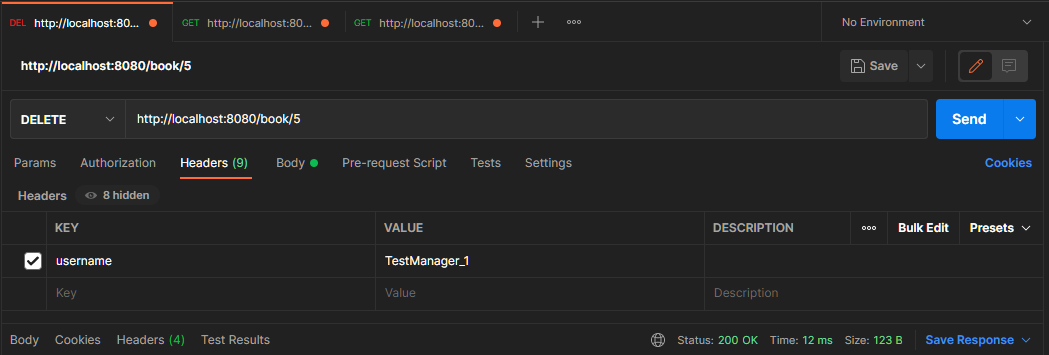 DEL http://localhost:80... GET http://localhost:80... GET http://localhost:80... No Environment
http://localhost:8080/book/5 Save
DELETE http://localhost:8080/book/5 Send
Params Authorization Headers (9) Body Pre-request Script Tests Settings Cookies
Headers 8 hidden
KEY VALUE DESCRIPTION Bulk Edit Presets
username TestManager_1
Key Value Description
Body Cookies Headers (4) Test Results Status: 200 OK Time: 12 ms Size: 123 B Save Response